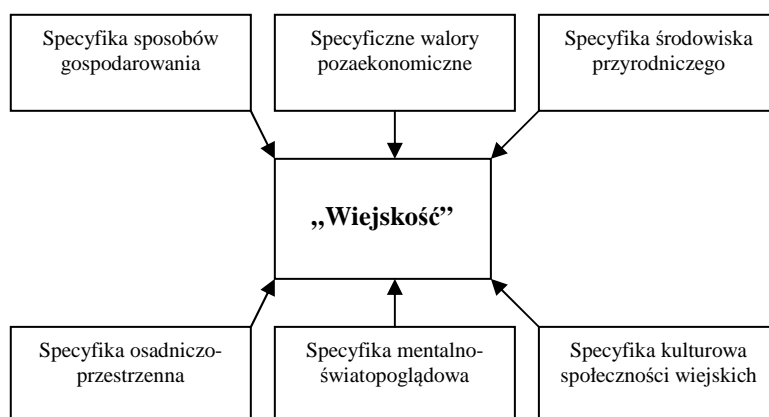 Specyfika sposobów
gospodarowania
Specyficzne walory
pozaekonomiczne
Specyfika środowiska
przyrodniczego
„Wiejskość”
Specyfika osadniczo-
przestrzenna
Specyfika mentalno-
światopoglądowa
Specyfika kulturowa
społeczności wiejskich